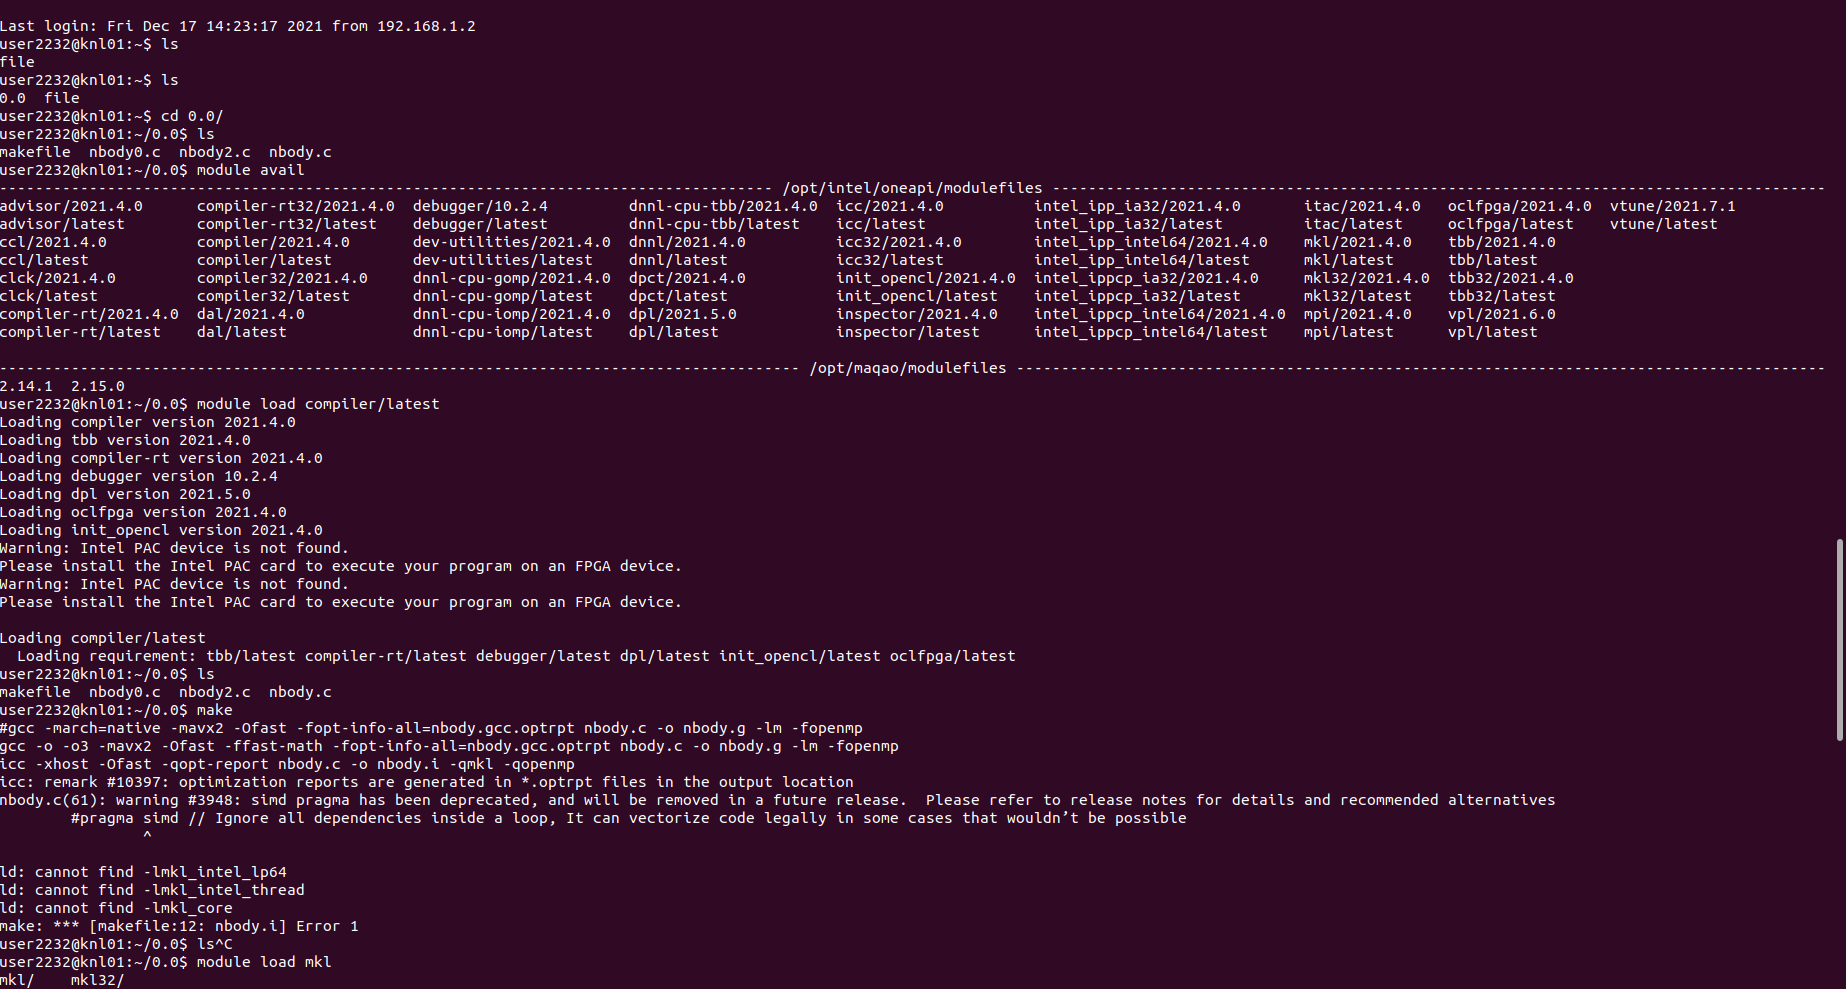 Last login: Fri Dec 17 14:23:17 2021 from 192.168.1.2
user2232@knl01:~$ ls
file
user2232@knl01:~$ ls
0.0  file
user2232@knl01:~$ cd 0.0/
user2232@knl01:~/0.0$ ls
makefile  nbody0.c  nbody2.c  nbody.c
user2232@knl01:~/0.0$ module avail
-------------------------------------------------------------------------------------- /opt/intel/oneapi/modulefiles --------------------------------------------------------------------------------------
advisor/2021.4.0      compiler-rt32/2021.4.0  debugger/10.2.4         dnnl-cpu-tbb/2021.4.0  icc/2021.4.0          intel_ipp_ia32/2021.4.0       itac/2021.4.0   oclfpga/2021.4.0  vtune/2021.7.1
advisor/latest        compiler-rt32/latest    debugger/latest         dnnl-cpu-tbb/latest    icc/latest            intel_ipp_ia32/latest         itac/latest     oclfpga/latest    vtune/latest
ccl/2021.4.0          compiler/2021.4.0       dev-utilities/2021.4.0  dnnl/2021.4.0          icc32/2021.4.0        intel_ipp_intel64/2021.4.0    mkl/2021.4.0    tbb/2021.4.0
ccl/latest            compiler/latest         dev-utilities/latest    dnnl/latest            icc32/latest          intel_ipp_intel64/latest      mkl/latest      tbb/latest
clck/2021.4.0         compiler32/2021.4.0     dnnl-cpu-gomp/2021.4.0  dpct/2021.4.0          init_opencl/2021.4.0  intel_ippcp_ia32/2021.4.0     mkl32/2021.4.0  tbb32/2021.4.0
clck/latest           compiler32/latest       dnnl-cpu-gomp/latest    dpct/latest            init_opencl/latest    intel_ippcp_ia32/latest       mkl32/latest    tbb32/latest
compiler-rt/2021.4.0  dal/2021.4.0            dnnl-cpu-iomp/2021.4.0  dpl/2021.5.0           inspector/2021.4.0    intel_ippcp_intel64/2021.4.0  mpi/2021.4.0    vpl/2021.6.0
compiler-rt/latest    dal/latest              dnnl-cpu-iomp/latest    dpl/latest             inspector/latest      intel_ippcp_intel64/latest    mpi/latest      vpl/latest
----------------------------------------------------------------------------------------- /opt/maqao/modulefiles ------------------------------------------------------------------------------------------
2.14.1  2.15.0
user2232@knl01:~/0.0$ module load compiler/latest
Loading compiler version 2021.4.0
Loading tbb version 2021.4.0
Loading compiler-rt version 2021.4.0
Loading debugger version 10.2.4
Loading dpl version 2021.5.0
Loading oclfpga version 2021.4.0
Loading init_opencl version 2021.4.0
Warning: Intel PAC device is not found.
Please install the Intel PAC card to execute your program on an FPGA device.
Warning: Intel PAC device is not found.
Please install the Intel PAC card to execute your program on an FPGA device.
Loading compiler/latest
  Loading requirement: tbb/latest compiler-rt/latest debugger/latest dpl/latest init_opencl/latest oclfpga/latest
user2232@knl01:~/0.0$ ls
makefile  nbody0.c  nbody2.c  nbody.c
user2232@knl01:~/0.0$ make
#gcc -march=native -mavx2 -Ofast -fopt-info-all=nbody.gcc.optrpt nbody.c -o nbody.g -lm -fopenmp
gcc -o -o3 -mavx2 -Ofast -ffast-math -fopt-info-all=nbody.gcc.optrpt nbody.c -o nbody.g -lm -fopenmp
icc -xhost -Ofast -qopt-report nbody.c -o nbody.i -qmkl -qopenmp
icc: remark #10397: optimization reports are generated in *.optrpt files in the output location
nbody.c(61): warning #3948: simd pragma has been deprecated, and will be removed in a future release.  Please refer to release notes for details and recommended alternatives
        #pragma simd // Ignore all dependencies inside a loop, It can vectorize code legally in some cases that wouldn’t be possible
                ^
ld: cannot find -lmkl_intel_lp64
ld: cannot find -lmkl_intel_thread
ld: cannot find -lmkl_core
make: *** [makefile:12: nbody.i] Error 1
user2232@knl01:~/0.0$ ls^C
user2232@knl01:~/0.0$ module load mkl
mkl/    mkl32/